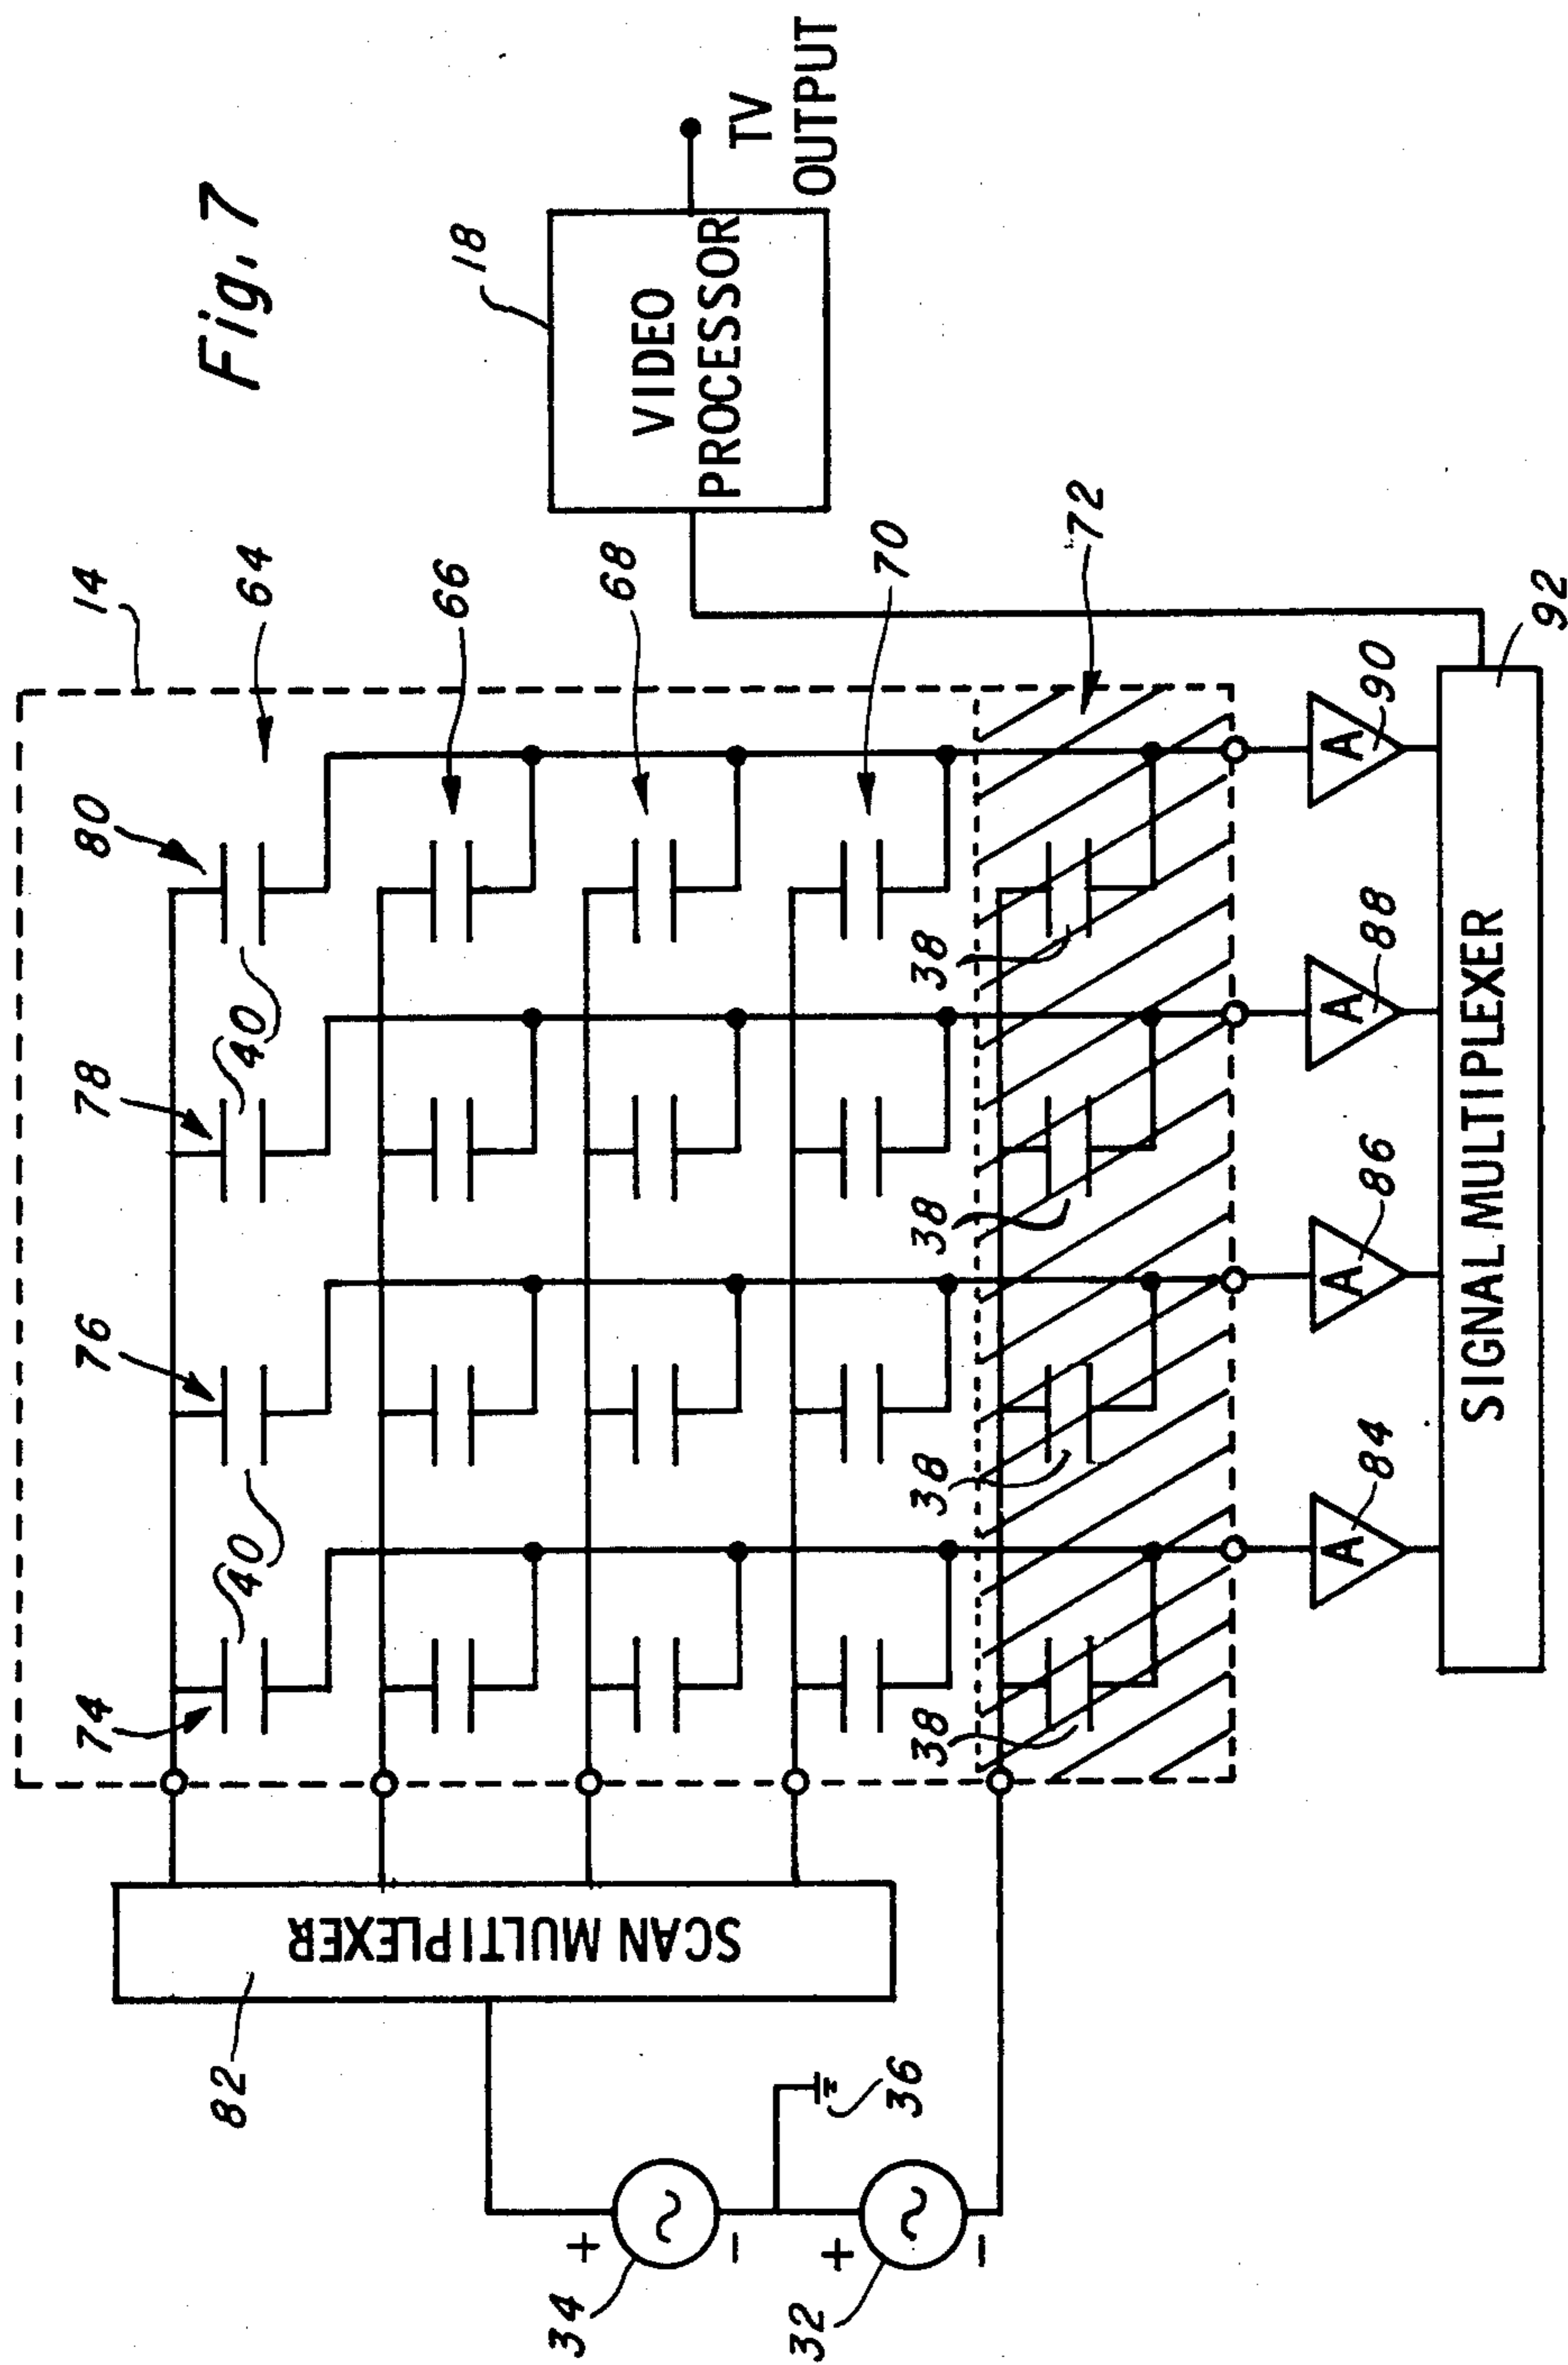 Fig. 7
14
64
80
78
76
74
40
40
66
68
70
72
38
38
38
38
82
SCAN MULTIPLEXER
34
+
−
32
+
−
36
18
VIDEO
PROCESSOR
TV
OUTPUT
A
84
A
86
A
88
A
90
SIGNAL MULTIPLEXER
92